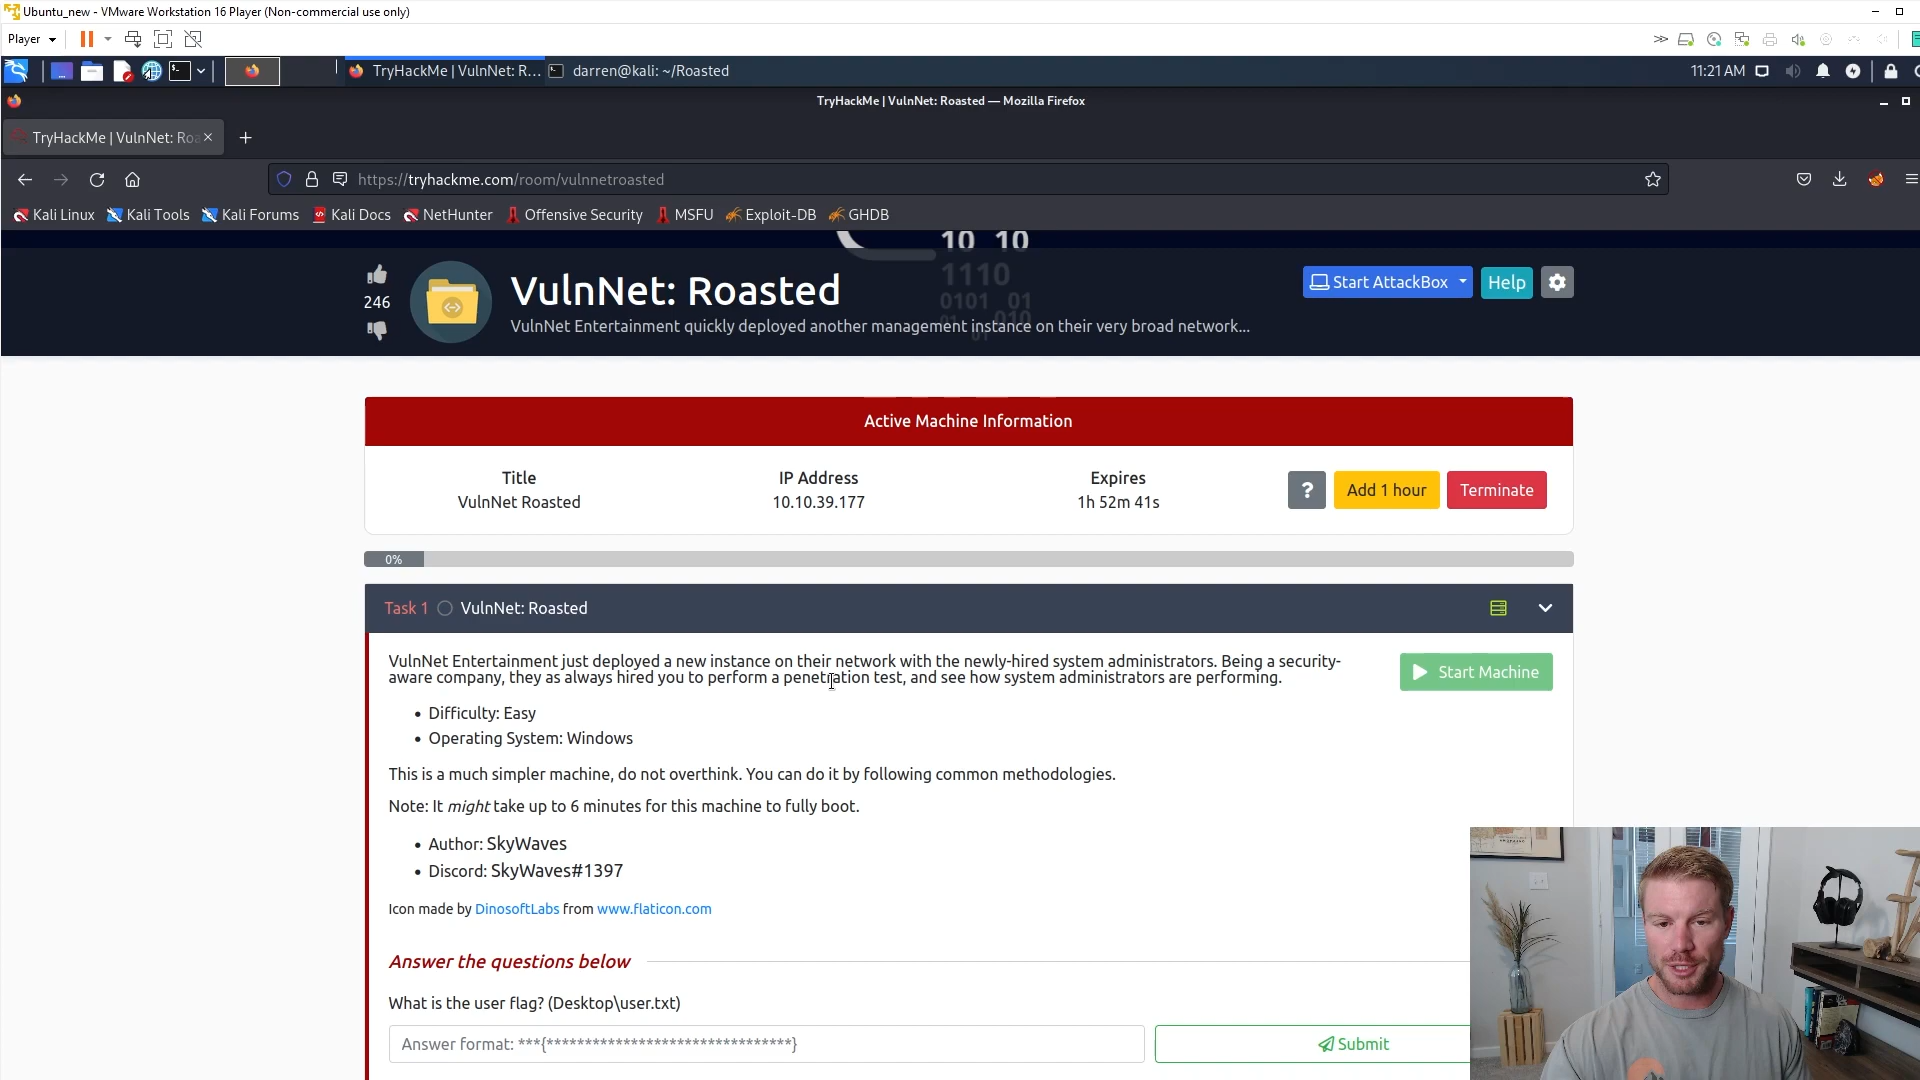 Ubuntu_new - VMware Workstation 16 Player (Non-commercial use only)
Player
TryHackMe | VulnNet: R...
darren@kali: ~/Roasted
11:21 AM
TryHackMe | VulnNet: Roasted — Mozilla Firefox
TryHackMe | VulnNet: Roa
https://tryhackme.com/room/vulnnetroasted
Kali Linux
Kali Tools
Kali Forums
Kali Docs
NetHunter
Offensive Security
MSFU
Exploit-DB
GHDB
10 10
1110
0101 01
01 010
01
246
VulnNet: Roasted
VulnNet Entertainment quickly deployed another management instance on their very broad network...
Start AttackBox
Help
Active Machine Information
Title
IP Address
Expires
VulnNet Roasted
10.10.39.177
1h 52m 41s
?
Add 1 hour
Terminate
0%
Task 1
VulnNet: Roasted
VulnNet Entertainment just deployed a new instance on their network with the newly-hired system administrators. Being a security-
aware company, they as always hired you to perform a penetration test, and see how system administrators are performing.
Start Machine
• Difficulty: Easy
• Operating System: Windows
This is a much simpler machine, do not overthink. You can do it by following common methodologies.
Note: It might take up to 6 minutes for this machine to fully boot.
• Author: SkyWaves
• Discord: SkyWaves#1397
Icon made by DinosoftLabs from www.flaticon.com
Answer the questions below
What is the user flag? (Desktop\user.txt)
Answer format: ***{********************************}
Submit